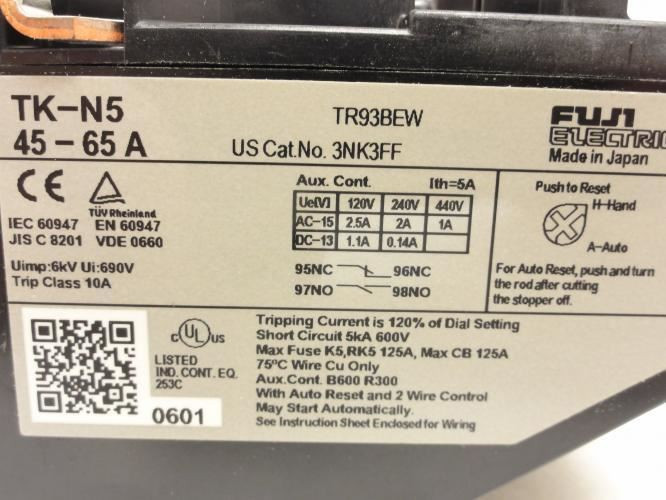 TK-N5
45-65 A
TR93BEW
US Cat.No. 3NK3FF
FUJI
ELECTRIC
Made in Japan
CE
TÜV Rheinland
IEC 60947 EN 60947
JIS C 8201 VDE 0660
Uimp:6kV Ui:690V
Trip Class 10A
Aux. Cont. Ith=5A
Ue[V] 120V 240V 440V
AC-15 2.5A 2A 1A
DC-13 1.1A 0.14A
95NC 96NC
97NO 98NO
Push to Reset
H-Hand
A-Auto
For Auto Reset, push and turn
the rod after cutting
the stopper off.
0601
c UL us
LISTED
IND. CONT. EQ.
253C
Tripping Current is 120% of Dial Setting
Short Circuit 5kA 600V
Max Fuse K5,RK5 125A, Max CB 125A
75ºC Wire Cu Only
Aux.Cont. B600 R300
With Auto Reset and 2 Wire Control
May Start Automatically.
See Instruction Sheet Enclosed for Wiring